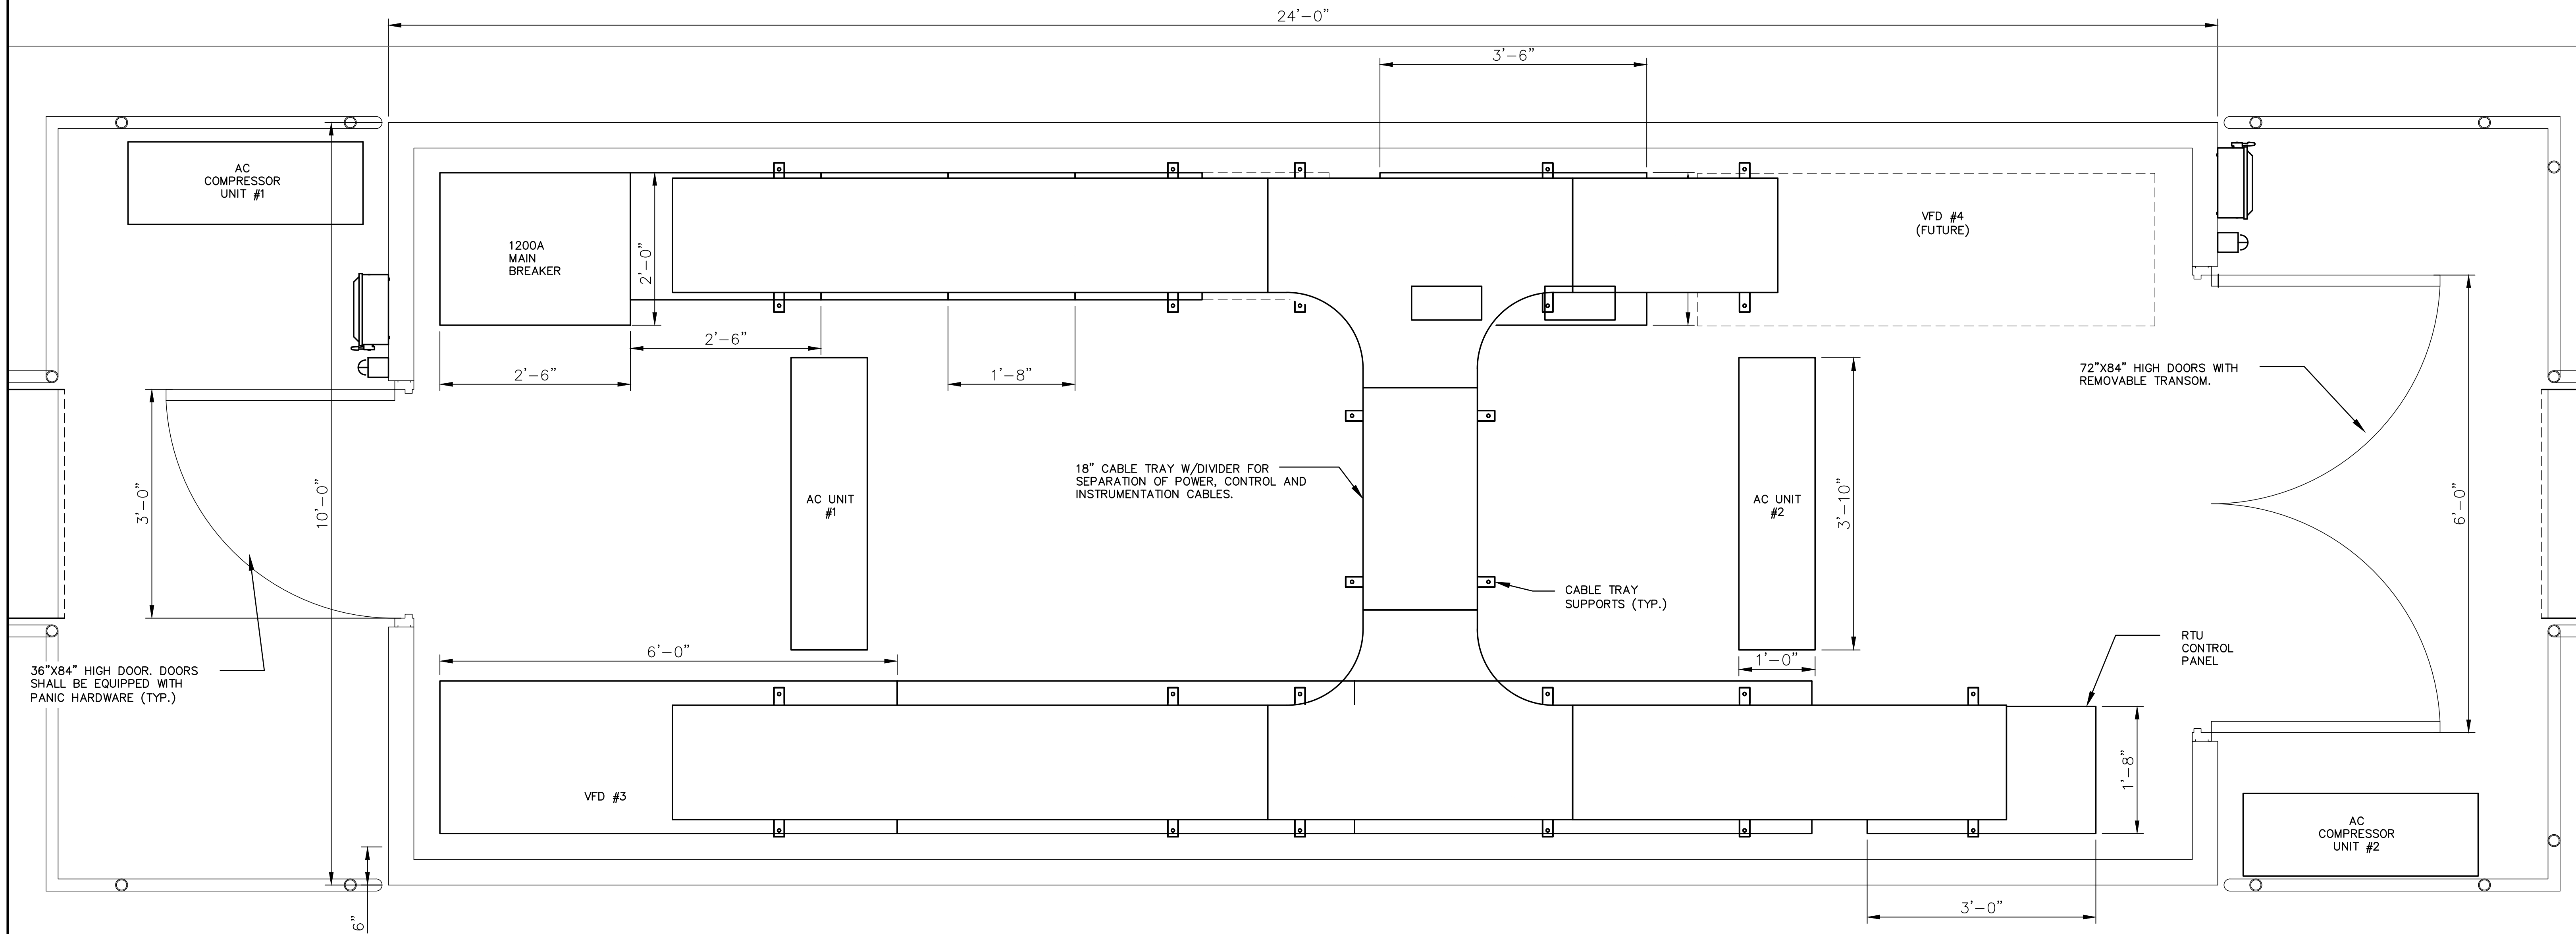 24'-0"
3'-6"
AC
COMPRESSOR
UNIT #1
1200A
MAIN
BREAKER
2'-0"
VFD #4
(FUTURE)
2'-6"
2'-6"
1'-8"
72"X84" HIGH DOORS WITH
REMOVABLE TRANSOM.
3'-0"
10'-0"
AC UNIT
#1
18" CABLE TRAY W/DIVIDER FOR
SEPARATION OF POWER, CONTROL AND
INSTRUMENTATION CABLES.
AC UNIT
#2
3'-10"
6'-0"
CABLE TRAY
SUPPORTS (TYP.)
36"X84" HIGH DOOR. DOORS
SHALL BE EQUIPPED WITH
PANIC HARDWARE (TYP.)
6'-0"
1'-0"
RTU
CONTROL
PANEL
1'-8"
VFD #3
AC
COMPRESSOR
UNIT #2
3'-0"
6"